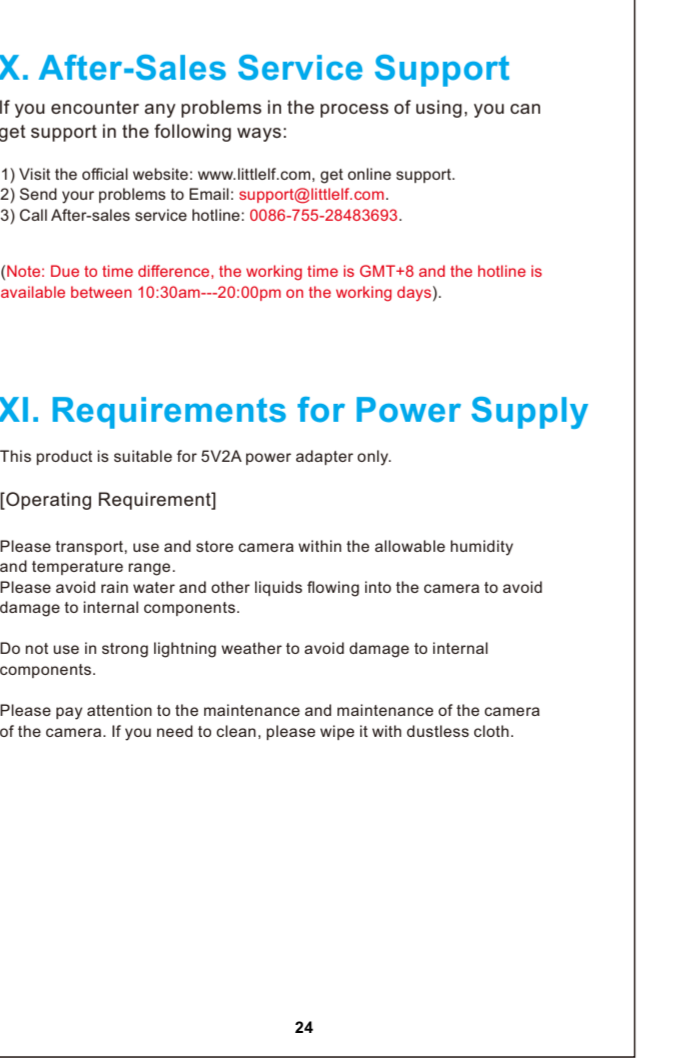 X. After-Sales Service Support
If you encounter any problems in the process of using, you can
get support in the following ways:
1) Visit the official website: www.littlelf.com, get online support.
2) Send your problems to Email: support@littlelf.com.
3) Call After-sales service hotline: 0086-755-28483693.
(Note: Due to time difference, the working time is GMT+8 and the hotline is
available between 10:30am---20:00pm on the working days).
XI. Requirements for Power Supply
This product is suitable for 5V2A power adapter only.
[Operating Requirement]
Please transport, use and store camera within the allowable humidity
and temperature range.
Please avoid rain water and other liquids flowing into the camera to avoid
damage to internal components.
Do not use in strong lightning weather to avoid damage to internal
components.
Please pay attention to the maintenance and maintenance of the camera
of the camera. If you need to clean, please wipe it with dustless cloth.
24